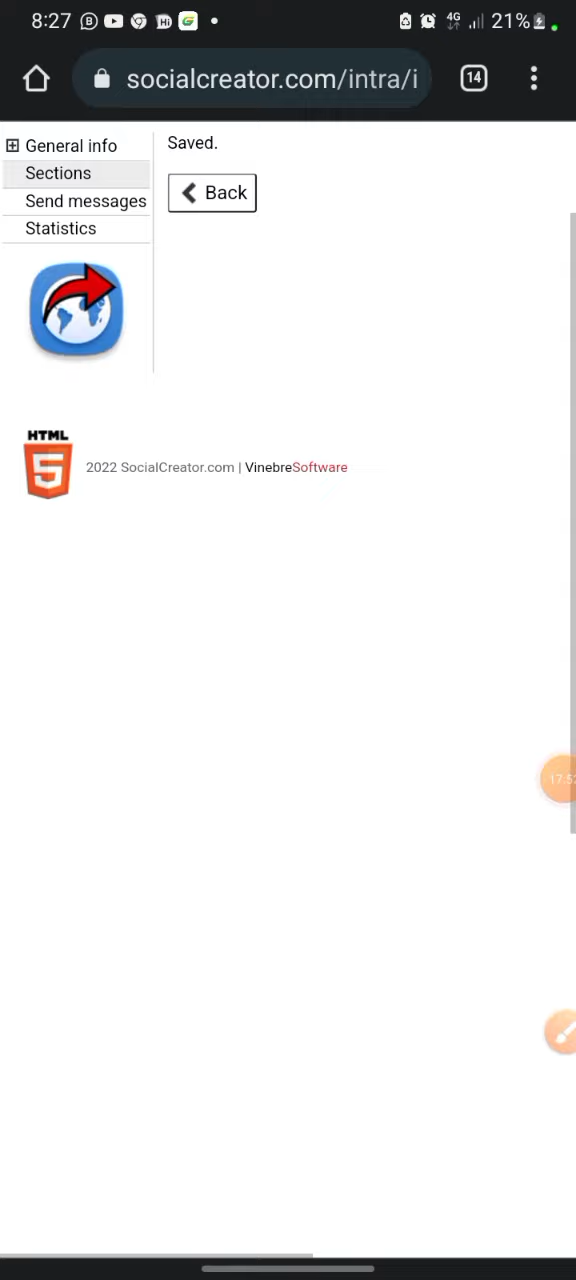 8:27 4G 21%
socialcreator.com/intra/i 14
General info
Sections
Send messages
Statistics
Saved.
Back
HTML
5
2022 SocialCreator.com | VinebreSoftware